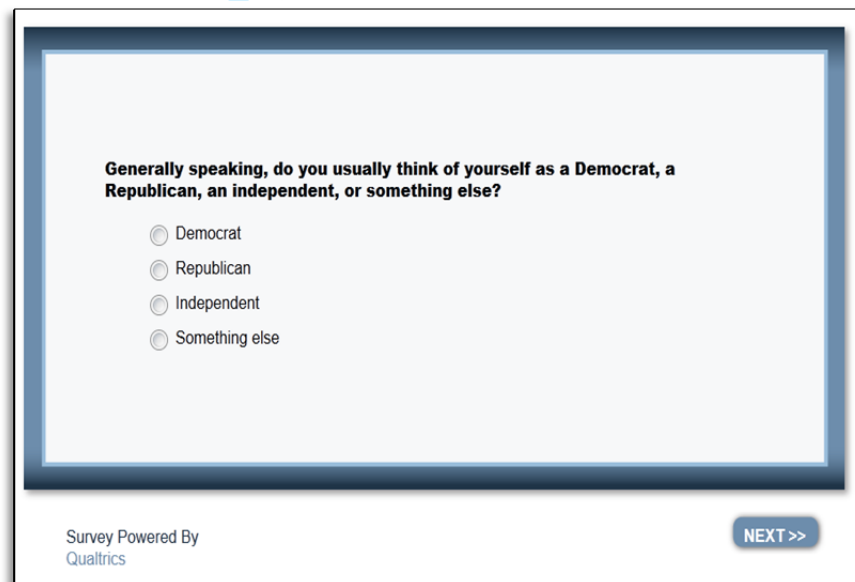 Generally speaking, do you usually think of yourself as a Democrat, a
Republican, an independent, or something else?
Democrat
Republican
Independent
Something else
Survey Powered By
Qualtrics
NEXT >>